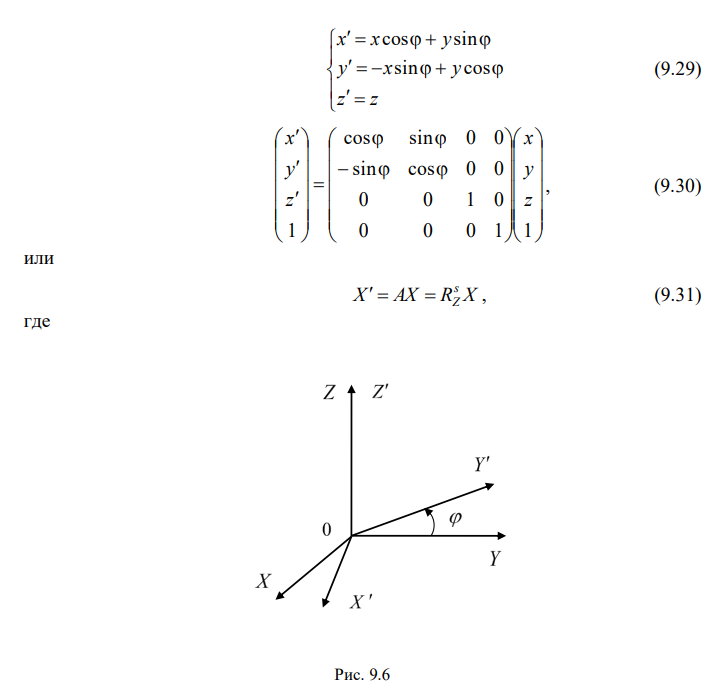 x′ = x cosφ + y sinφ
y′ = −x sinφ + y cosφ (9.29)
z′ = z
x′ cosφ sinφ 0 0 x
y′ − sinφ cosφ 0 0 y
z′ = 0 0 1 0 z , (9.30)
1 0 0 0 1 1
или
X′ = AX = R_Z^s X , (9.31)
где
Z Z′
Y′
φ
0
Y
X
X ′
Рис. 9.6